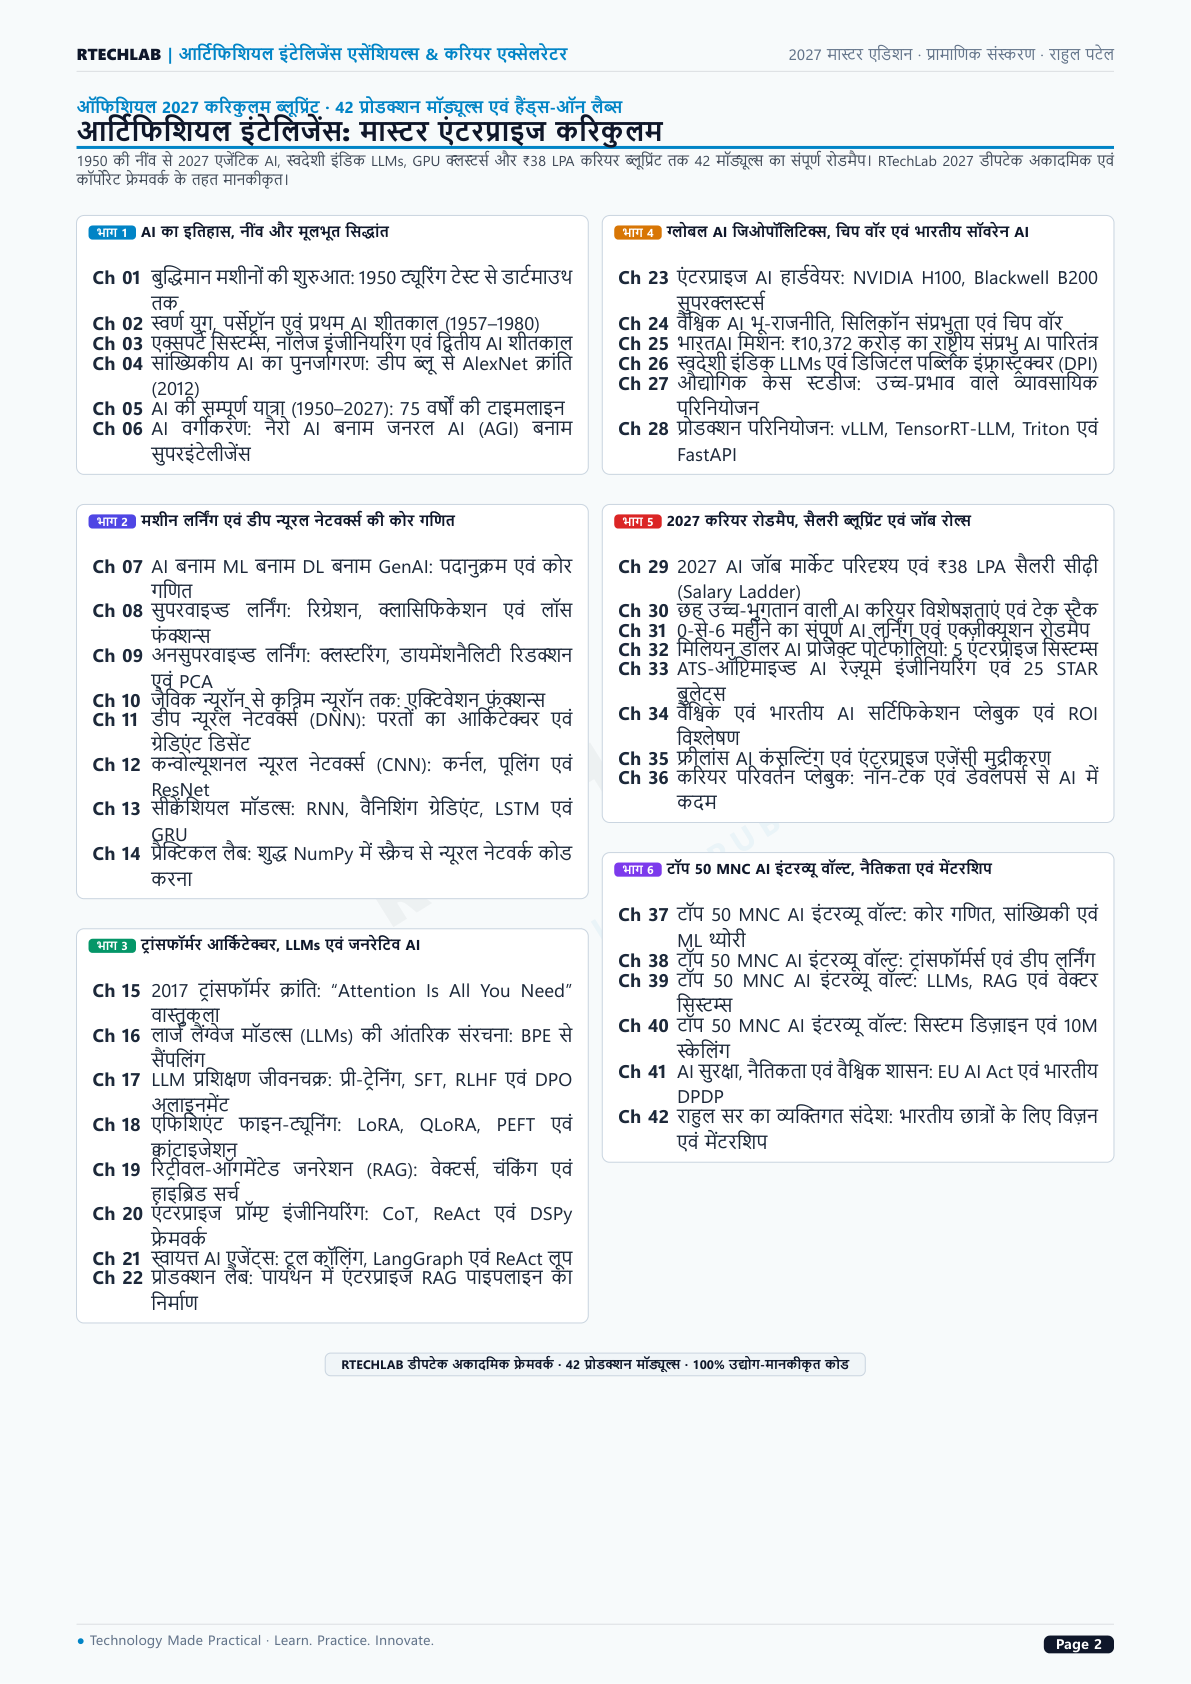 RTECHLAB | आर्टिफिशियल इंटेलिजेंस एसेंशियल्स & करियर एक्सेलरेटर
2027 मास्टर एडिशन · प्रामाणिक संस्करण · राहुल पटेल
ऑफिशियल 2027 करिकुलम ब्लूप्रिंट · 42 प्रोडक्शन मॉड्यूल्स एवं हैंड्स-ऑन लैब्स
आर्टिफिशियल इंटेलिजेंस: मास्टर एंटरप्राइज करिकुलम
1950 की नींव से 2027 एजेंटिक AI, स्वदेशी इंडिक LLMs, GPU क्लस्टर्स और ₹38 LPA करियर ब्लूप्रिंट तक 42 मॉड्यूल्स का संपूर्ण रोडमैप। RTechLab 2027 डीपटेक अकादमिक एवं
कॉर्पोरेट फ्रेमवर्क के तहत मानकीकृत।
भाग 1 AI का इतिहास, नींव और मूलभूत सिद्धांत
Ch 01 बुद्धिमान मशीनों की शुरुआत: 1950 ट्यूरिंग टेस्ट से डार्टमाउथ
तक
Ch 02 स्वर्ण युग, पर्सेप्ट्रॉन एवं प्रथम AI शीतकाल (1957–1980)
Ch 03 एक्सपर्ट सिस्टम्स, नॉलेज इंजीनियरिंग एवं द्वितीय AI शीतकाल
Ch 04 सांख्यिकीय AI का पुनर्जागरण: डीप ब्लू से AlexNet क्रांति
(2012)
Ch 05 AI की सम्पूर्ण यात्रा (1950–2027): 75 वर्षों की टाइमलाइन
Ch 06 AI वर्गीकरण: नैरो AI बनाम जनरल AI (AGI) बनाम
सुपरइंटेलीजेंस
भाग 2 मशीन लर्निंग एवं डीप न्यूरल नेटवर्क्स की कोर गणित
Ch 07 AI बनाम ML बनाम DL बनाम GenAI: पदानुक्रम एवं कोर
गणित
Ch 08 सुपरवाइज्ड लर्निंग: रिग्रेशन, क्लासिफिकेशन एवं लॉस
फंक्शन्स
Ch 09 अनसुपरवाइज्ड लर्निंग: क्लस्टरिंग, डायमेंशनैलिटी रिडक्शन
एवं PCA
Ch 10 जैविक न्यूरॉन से कृत्रिम न्यूरॉन तक: एक्टिवेशन फ़ंक्शन्स
Ch 11 डीप न्यूरल नेटवर्क्स (DNN): परतों का आर्किटेक्चर एवं
ग्रेडिएंट डिसेंट
Ch 12 कन्वोल्यूशनल न्यूरल नेटवर्क्स (CNN): कर्नल, पूलिंग एवं
ResNet
Ch 13 सीक्वेंशियल मॉडल्स: RNN, वैनिशिंग ग्रेडिएंट, LSTM एवं
GRU
Ch 14 प्रैक्टिकल लैब: शुद्ध NumPy में स्क्रैच से न्यूरल नेटवर्क कोड
करना
भाग 3 ट्रांसफॉर्मर आर्किटेक्चर, LLMs एवं जनरेटिव AI
Ch 15 2017 ट्रांसफॉर्मर क्रांति: “Attention Is All You Need”
वास्तुकला
Ch 16 लार्ज लैंग्वेज मॉडल्स (LLMs) की आंतरिक संरचना: BPE से
सैंपलिंग
Ch 17 LLM प्रशिक्षण जीवनचक्र: प्री-ट्रेनिंग, SFT, RLHF एवं DPO
अलाइनमेंट
Ch 18 एफिशिएंट फाइन-ट्यूनिंग: LoRA, QLoRA, PEFT एवं
क्वांटाइजेशन
Ch 19 रिट्रीवल-ऑगमेंटेड जनरेशन (RAG): वेक्टर्स, चंकिंग एवं
हाइब्रिड सर्च
Ch 20 एंटरप्राइज प्रॉम्प्ट इंजीनियरिंग: CoT, ReAct एवं DSPy
फ्रेमवर्क
Ch 21 स्वायत्त AI एजेंट्स: टूल कॉलिंग, LangGraph एवं ReAct लूप
Ch 22 प्रोडक्शन लैब: पायथन में एंटरप्राइज RAG पाइपलाइन का
निर्माण
भाग 4 ग्लोबल AI जिओपॉलिटिक्स, चिप वॉर एवं भारतीय सॉवरेन AI
Ch 23 एंटरप्राइज AI हार्डवेयर: NVIDIA H100, Blackwell B200
सुपरक्लस्टर्स
Ch 24 वैश्विक AI भू-राजनीति, सिलिकॉन संप्रभुता एवं चिप वॉर
Ch 25 भारतAI मिशन: ₹10,372 करोड़ का राष्ट्रीय संप्रभु AI पारितंत्र
Ch 26 स्वदेशी इंडिक LLMs एवं डिजिटल पब्लिक इंफ्रास्ट्रक्चर (DPI)
Ch 27 औद्योगिक केस स्टडीज: उच्च-प्रभाव वाले व्यावसायिक
परिनियोजन
Ch 28 प्रोडक्शन परिनियोजन: vLLM, TensorRT-LLM, Triton एवं
FastAPI
भाग 5 2027 करियर रोडमैप, सैलरी ब्लूप्रिंट एवं जॉब रोल्स
Ch 29 2027 AI जॉब मार्केट परिदृश्य एवं ₹38 LPA सैलरी सीढ़ी
(Salary Ladder)
Ch 30 छह उच्च-भुगतान वाली AI करियर विशेषज्ञताएं एवं टेक स्टैक
Ch 31 0-से-6 महीने का संपूर्ण AI लर्निंग एवं एक्ज़ीक्यूशन रोडमैप
Ch 32 मिलियन डॉलर AI प्रोजेक्ट पोर्टफोलियो: 5 एंटरप्राइज सिस्टम्स
Ch 33 ATS-ऑप्टिमाइज्ड AI रेज़्यूमे इंजीनियरिंग एवं 25 STAR
बुलेट्स
Ch 34 वैश्विक एवं भारतीय AI सर्टिफिकेशन प्लेबुक एवं ROI
विश्लेषण
Ch 35 फ्रीलांस AI कंसल्टिंग एवं एंटरप्राइज एजेंसी मुद्रीकरण
Ch 36 करियर परिवर्तन प्लेबुक: नॉन-टेक एवं डेवलपर्स से AI में
कदम
भाग 6 टॉप 50 MNC AI इंटरव्यू वॉल्ट, नैतिकता एवं मेंटरशिप
Ch 37 टॉप 50 MNC AI इंटरव्यू वॉल्ट: कोर गणित, सांख्यिकी एवं
ML थ्योरी
Ch 38 टॉप 50 MNC AI इंटरव्यू वॉल्ट: ट्रांसफॉर्मर्स एवं डीप लर्निंग
Ch 39 टॉप 50 MNC AI इंटरव्यू वॉल्ट: LLMs, RAG एवं वेक्टर
सिस्टम्स
Ch 40 टॉप 50 MNC AI इंटरव्यू वॉल्ट: सिस्टम डिज़ाइन एवं 10M
स्केलिंग
Ch 41 AI सुरक्षा, नैतिकता एवं वैश्विक शासन: EU AI Act एवं भारतीय
DPDP
Ch 42 राहुल सर का व्यक्तिगत संदेश: भारतीय छात्रों के लिए विज़न
एवं मेंटरशिप
RTECHLAB डीपटेक अकादमिक फ्रेमवर्क · 42 प्रोडक्शन मॉड्यूल्स · 100% उद्योग-मानकीकृत कोड
● Technology Made Practical · Learn. Practice. Innovate.
Page 2